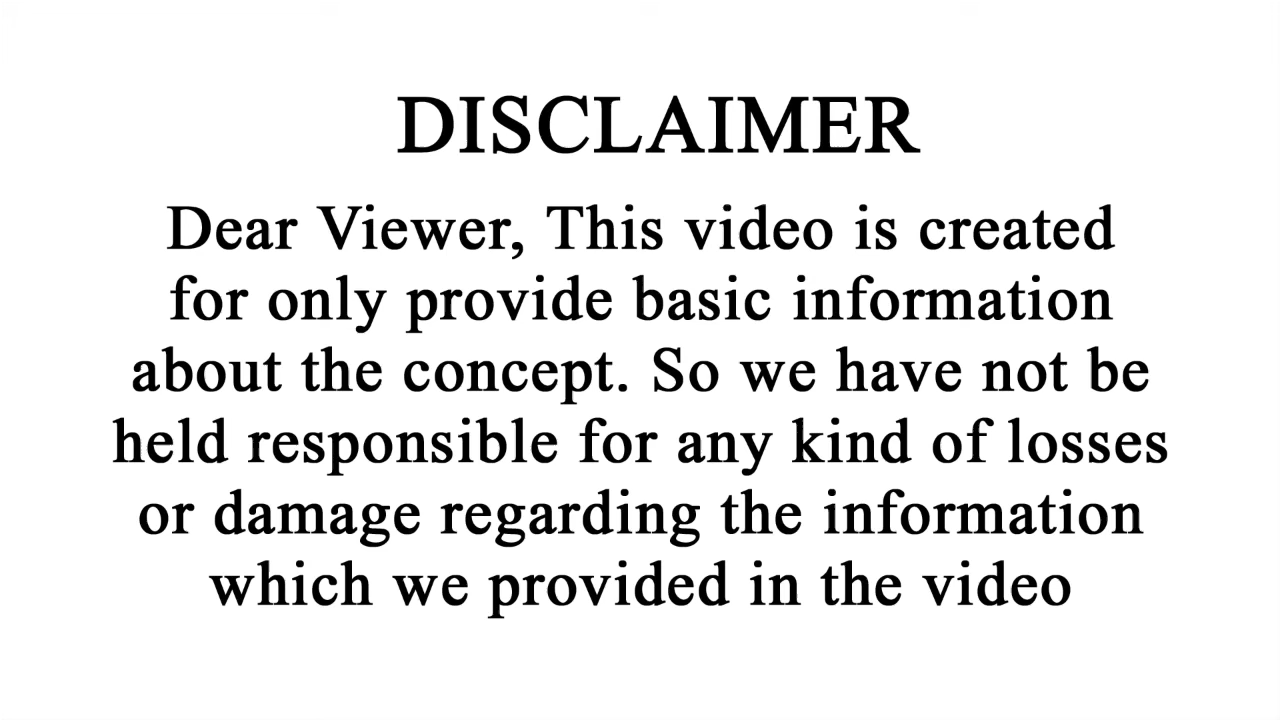 DISCLAIMER
Dear Viewer, This video is created
for only provide basic information
about the concept. So we have not be
held responsible for any kind of losses
or damage regarding the information
which we provided in the video